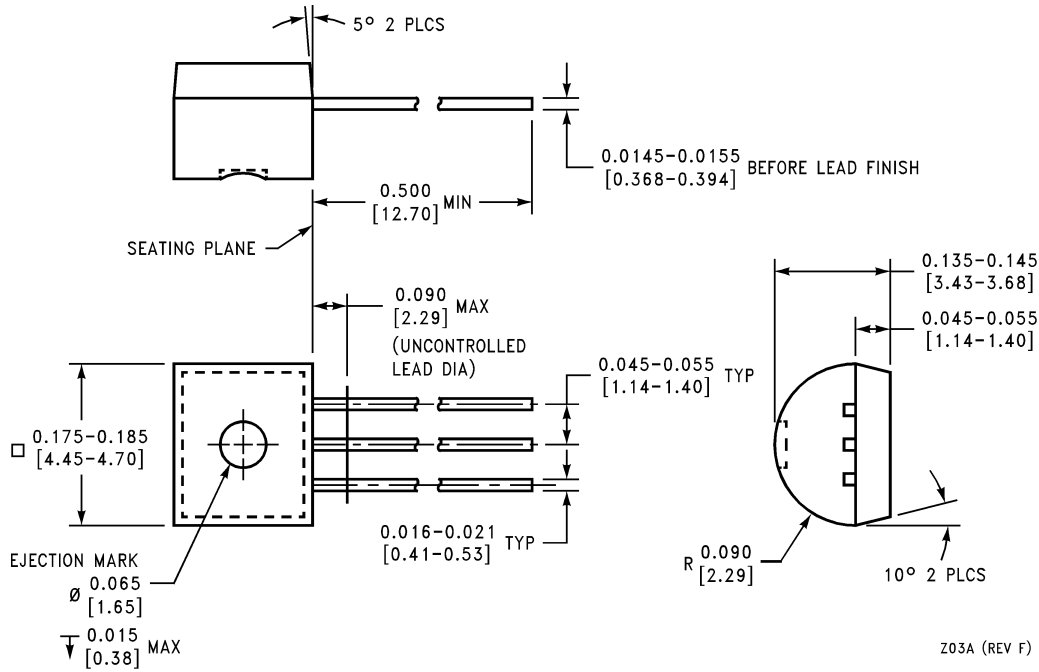 5° 2 PLCS
0.0145-0.0155
[0.368-0.394]
BEFORE LEAD FINISH
0.500
[12.70]
MIN
SEATING PLANE
0.135-0.145
[3.43-3.68]
0.045-0.055
[1.14-1.40]
0.090
[2.29]
MAX
(UNCONTROLLED
LEAD DIA)
0.045-0.055
[1.14-1.40]
TYP
0.175-0.185
[4.45-4.70]
0.016-0.021
[0.41-0.53]
TYP
EJECTION MARK
ø 0.065
[1.65]
0.015
[0.38]
MAX
R 0.090
[2.29]
10° 2 PLCS
Z03A (REV F)